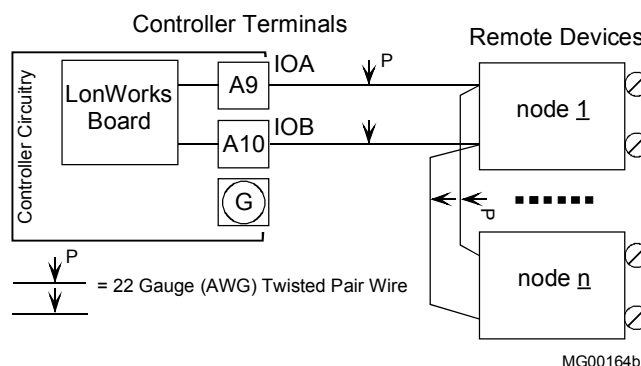 Controller Terminals
Remote Devices
Controller Circuitry
LonWorks
Board
A9
IOA
P
A10
IOB
G
node 1
P
node n
P
= 22 Gauge (AWG) Twisted Pair Wire
MG00164b